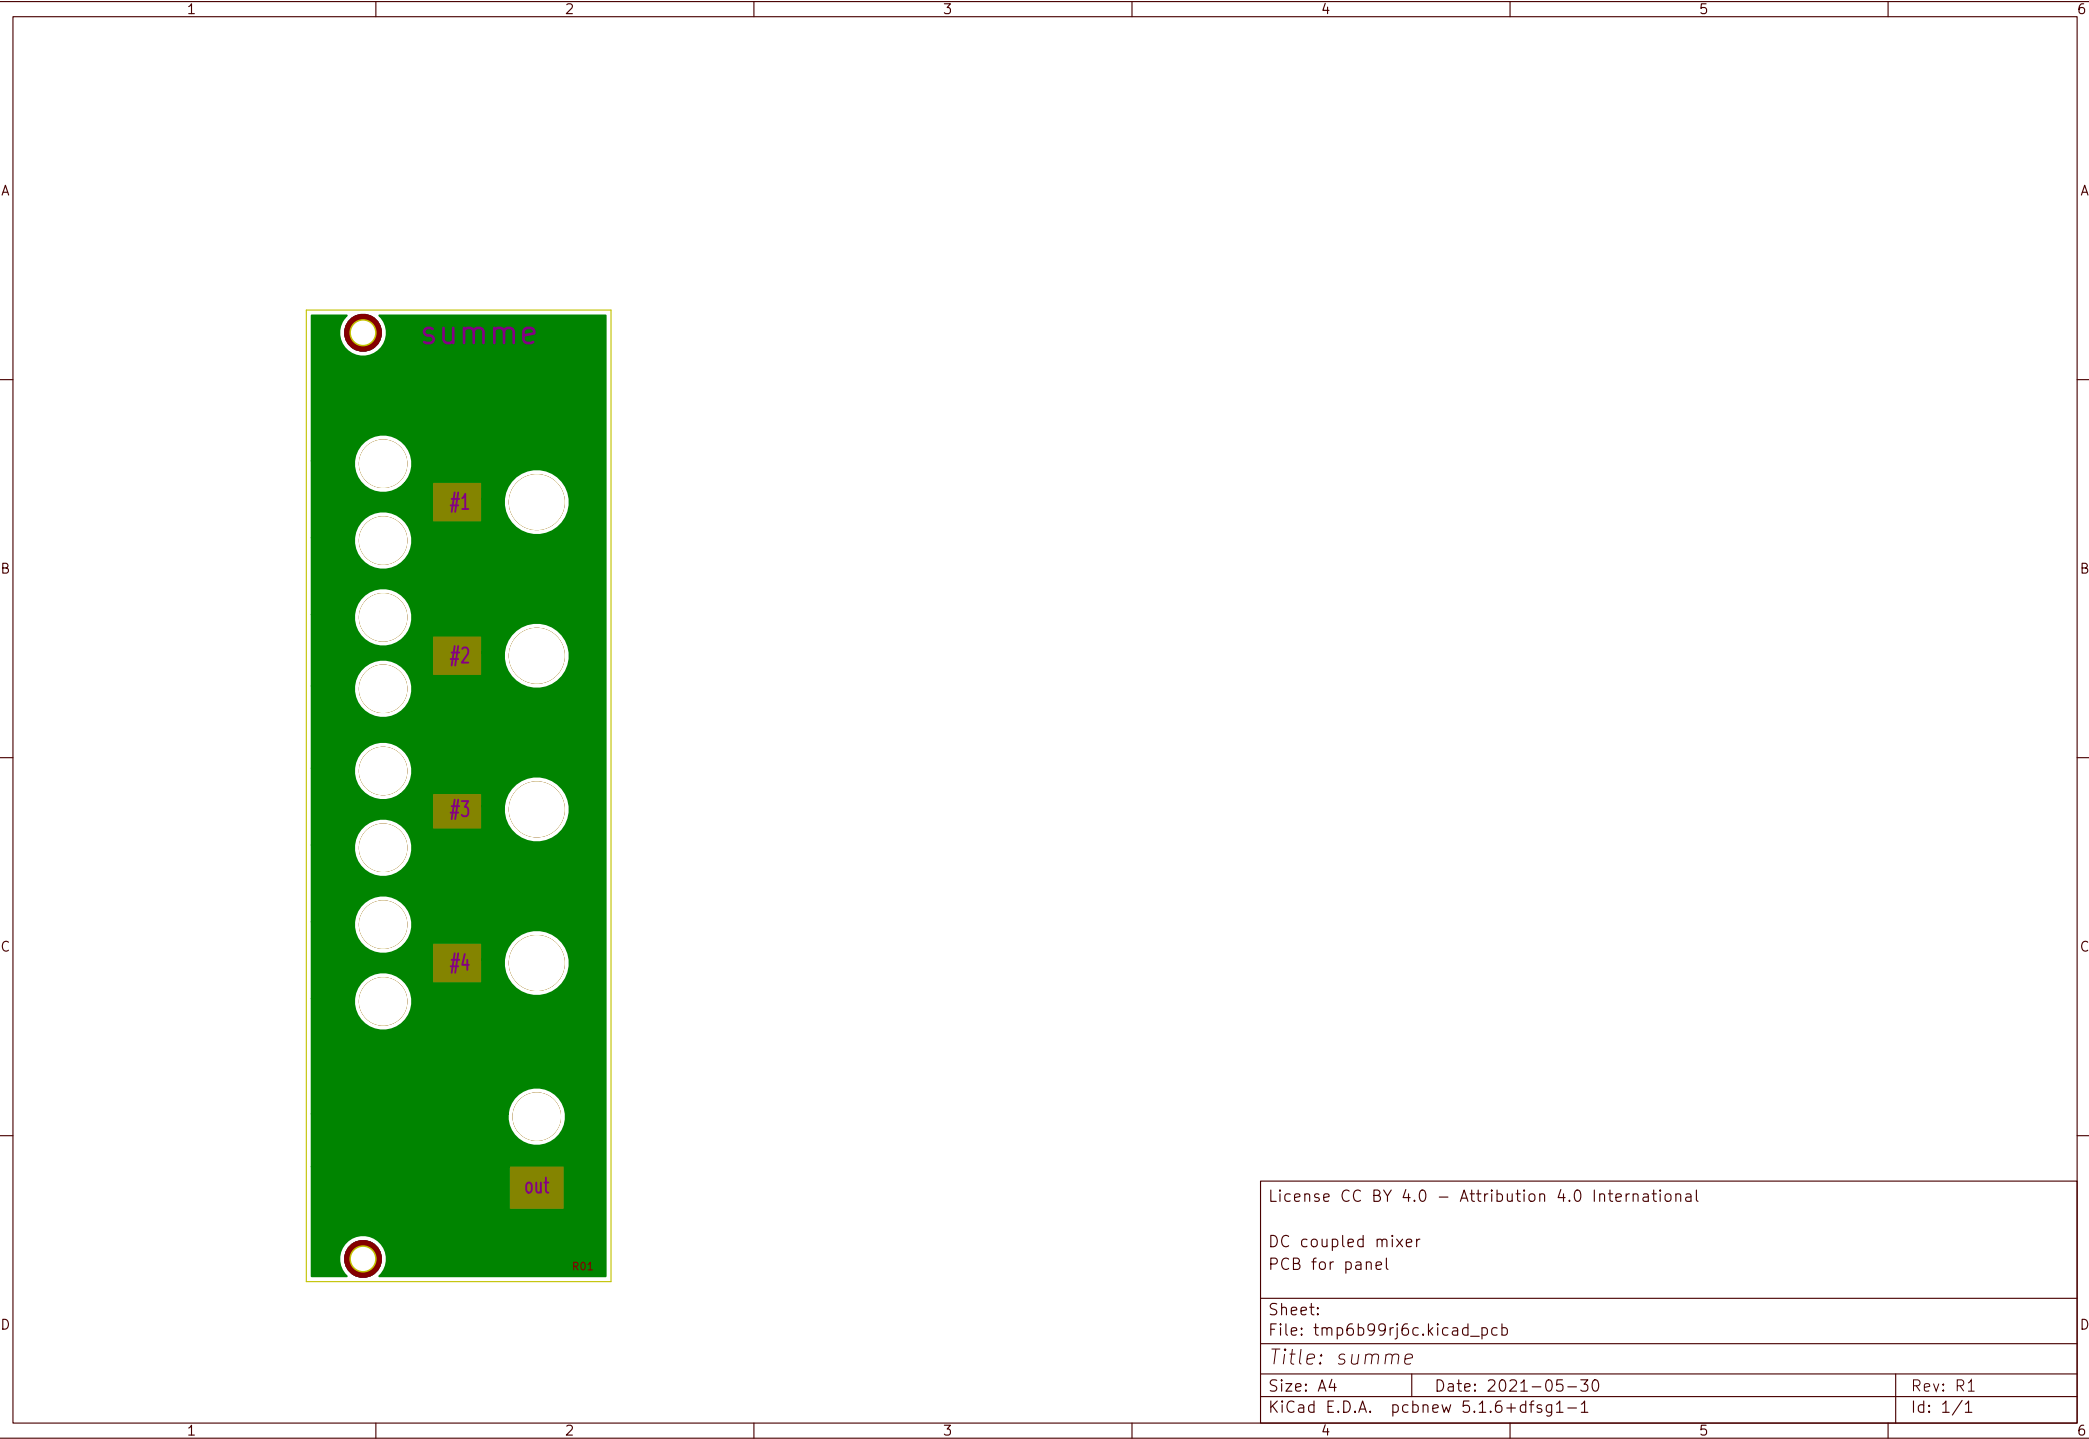 1 2 3 4 5 6
A A
summe
#1
B B
#2
#3
C C
#4
out
R01
D D
License CC BY 4.0 - Attribution 4.0 International
DC coupled mixer
PCB for panel
Sheet:
File: tmp6b99rj6c.kicad_pcb
Title: summe
Size: A4 Date: 2021-05-30 Rev: R1
KiCad E.D.A. pcbnew 5.1.6+dfsg1-1 Id: 1/1
1 2 3 4 5 6